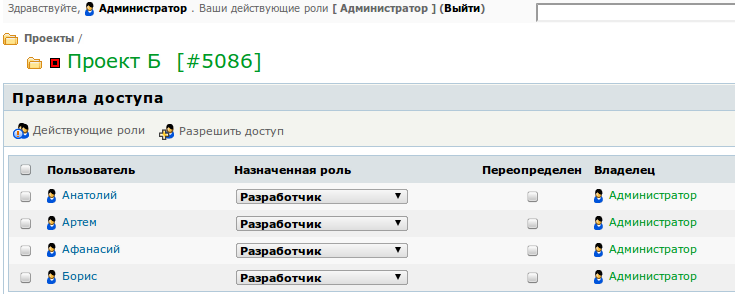 Здравствуйте, Администратор . Ваши действующие роли [ Администратор ] (Выйти)
Проекты /
Проект Б [#5086]
Правила доступа
Действующие роли Разрешить доступ
Пользователь Назначенная роль Переопределен Владелец
Анатолий Разработчик Администратор
Артем Разработчик Администратор
Афанасий Разработчик Администратор
Борис Разработчик Администратор